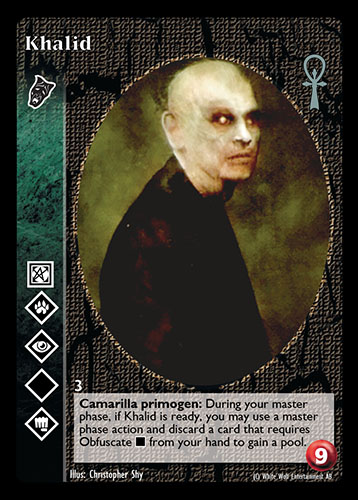 Khalid
3
Camarilla primogen: During your master
phase, if Khalid is ready, you may use a master
phase action and discard a card that requires
Obfuscate ■ from your hand to gain a pool.
9
Illus: Christopher Shy
(C) White Wolf Entertainment AB